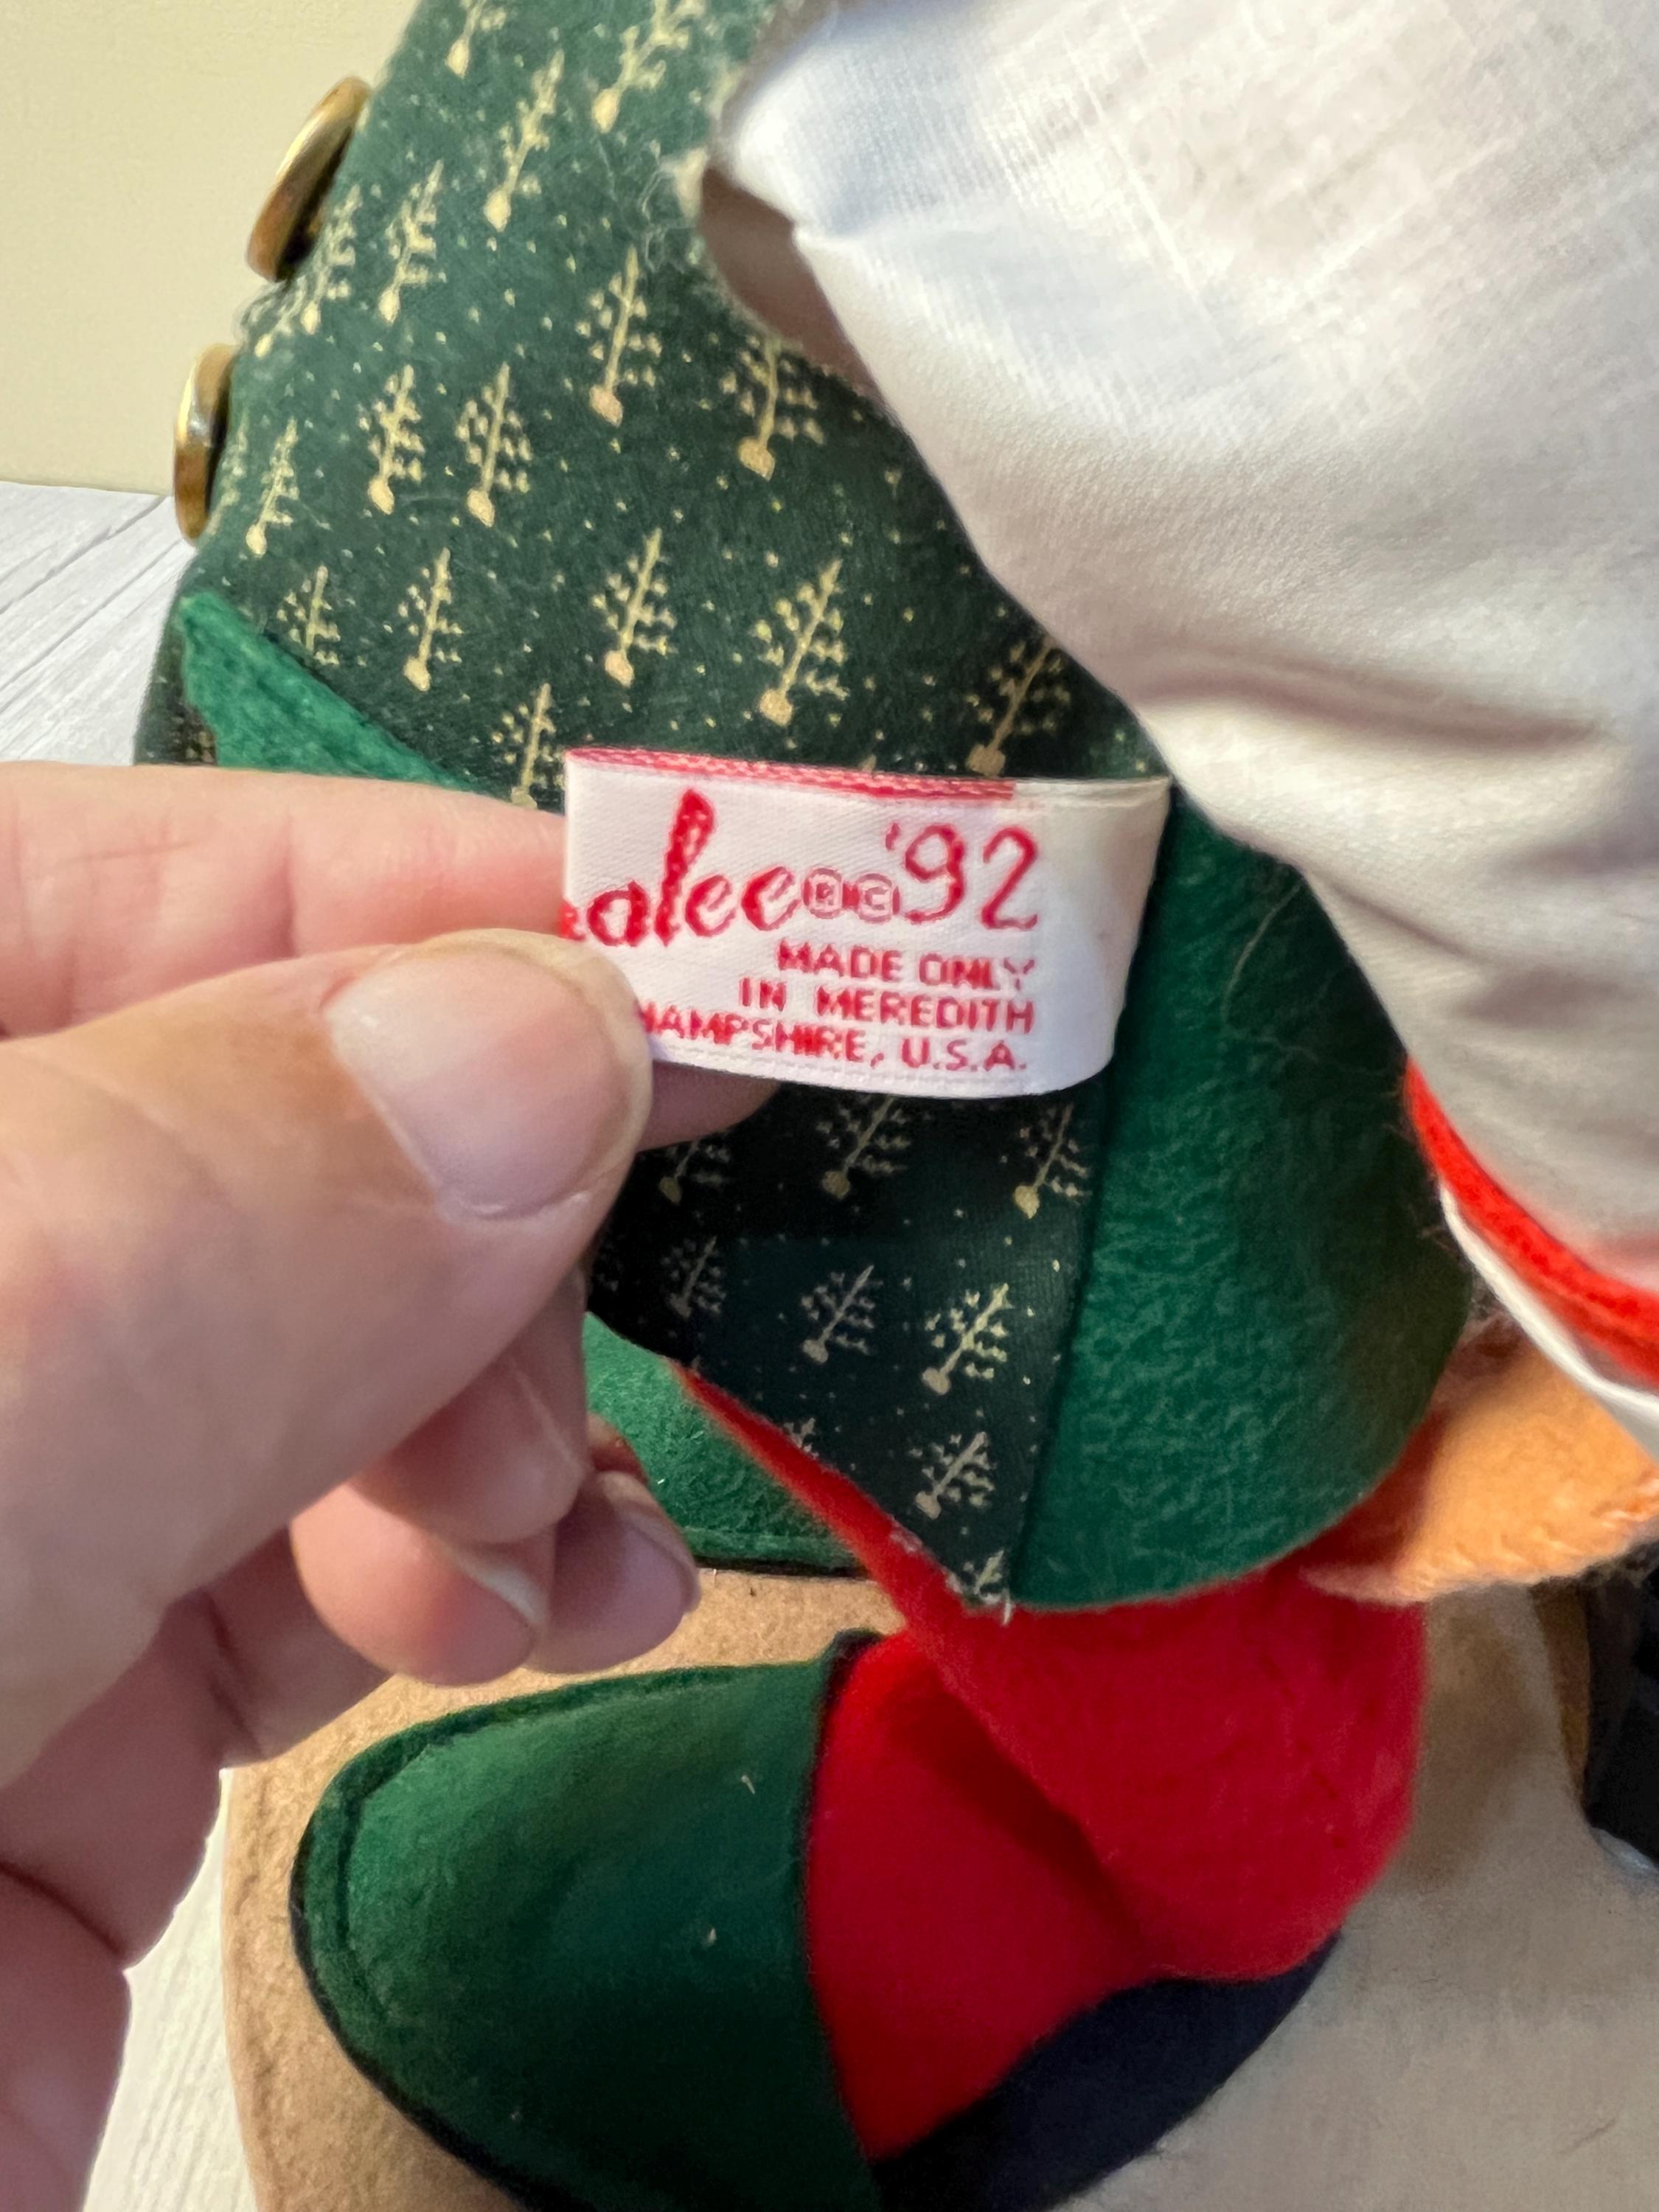 alee®©'92
MADE ONLY
IN MEREDITH
HAMPSHIRE, U.S.A.